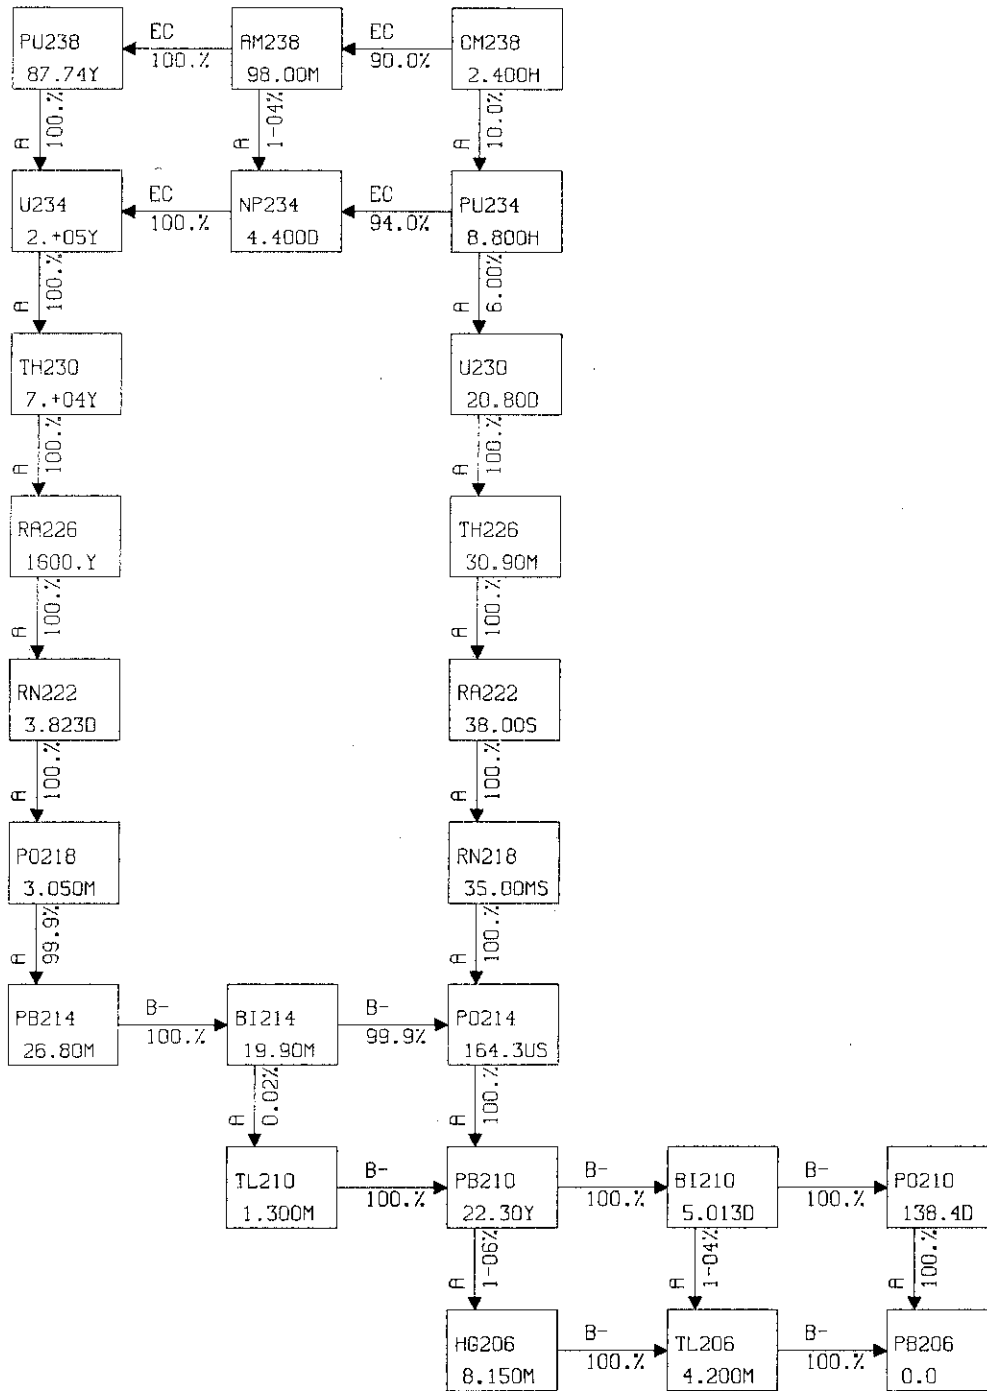 PU238
87.74Y
EC
100.%
AM238
98.00M
EC
90.0%
CM238
2.400H
A
100.%
A
1-04%
A
10.0%
U234
2.+05Y
EC
100.%
NP234
4.400D
EC
94.0%
PU234
8.800H
A
100.%
A
6.00%
TH230
7.+04Y
U230
20.80D
A
100.%
A
100.%
RA226
1600.Y
TH226
30.90M
A
100.%
A
100.%
RN222
3.823D
RA222
38.00S
A
100.%
A
100.%
PO218
3.050M
RN218
35.00MS
A
99.9%
A
100.%
PB214
26.80M
B-
100.%
BI214
19.90M
B-
99.9%
PO214
164.3US
A
0.02%
A
100.%
TL210
1.300M
B-
100.%
PB210
22.30Y
B-
100.%
BI210
5.013D
B-
100.%
PO210
138.4D
A
1-06%
A
1-04%
A
100.%
HG206
8.150M
B-
100.%
TL206
4.200M
B-
100.%
PB206
0.0